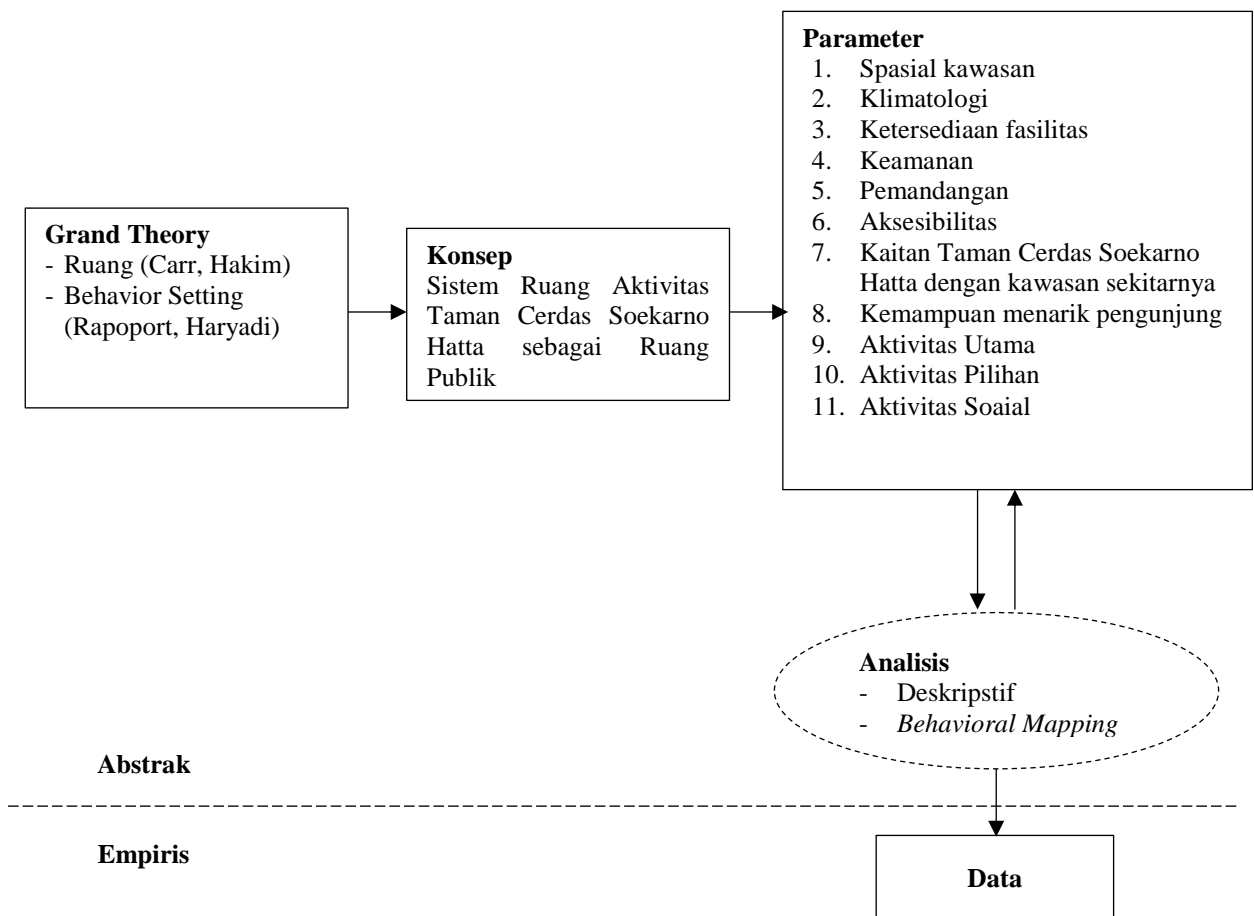 Grand Theory
- Ruang (Carr, Hakim)
- Behavior Setting
(Rapoport, Haryadi)
Konsep
Sistem Ruang Aktivitas
Taman Cerdas Soekarno
Hatta sebagai Ruang
Publik
Parameter
1. Spasial kawasan
2. Klimatologi
3. Ketersediaan fasilitas
4. Keamanan
5. Pemandangan
6. Aksesibilitas
7. Kaitan Taman Cerdas Soekarno
Hatta dengan kawasan sekitarnya
8. Kemampuan menarik pengunjung
9. Aktivitas Utama
10. Aktivitas Pilihan
11. Aktivitas Soaial
Analisis
- Deskripstif
- Behavioral Mapping
Abstrak
Empiris
Data